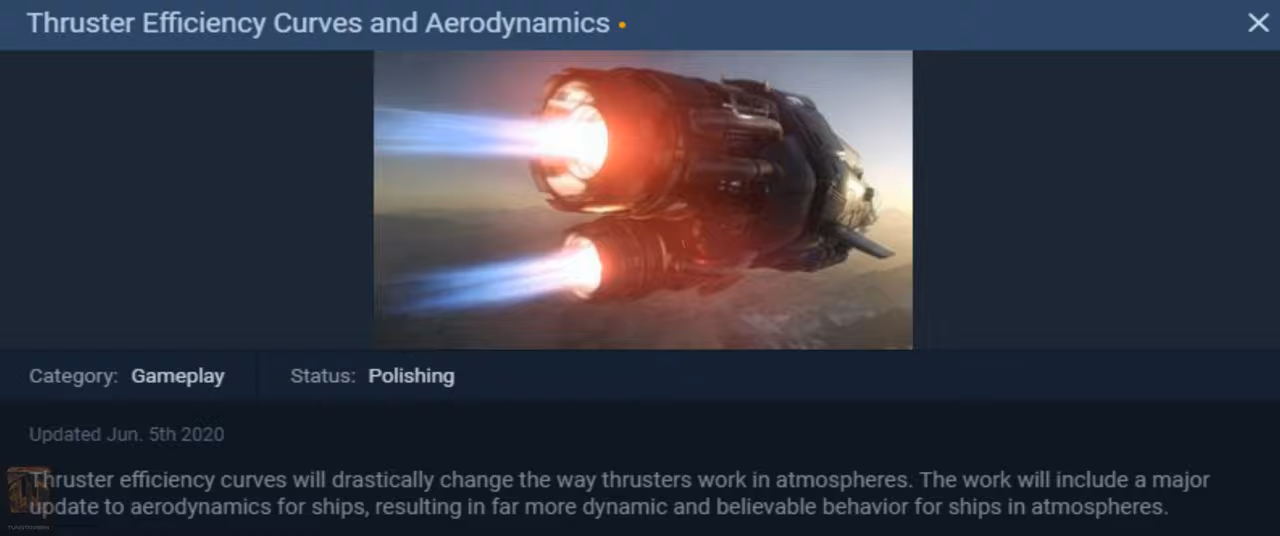 Thruster Efficiency Curves and Aerodynamics
Category: Gameplay Status: Polishing
Updated Jun. 5th 2020
Thruster efficiency curves will drastically change the way thrusters work in atmospheres. The work will include a major
update to aerodynamics for ships, resulting in far more dynamic and believable behavior for ships in atmospheres.